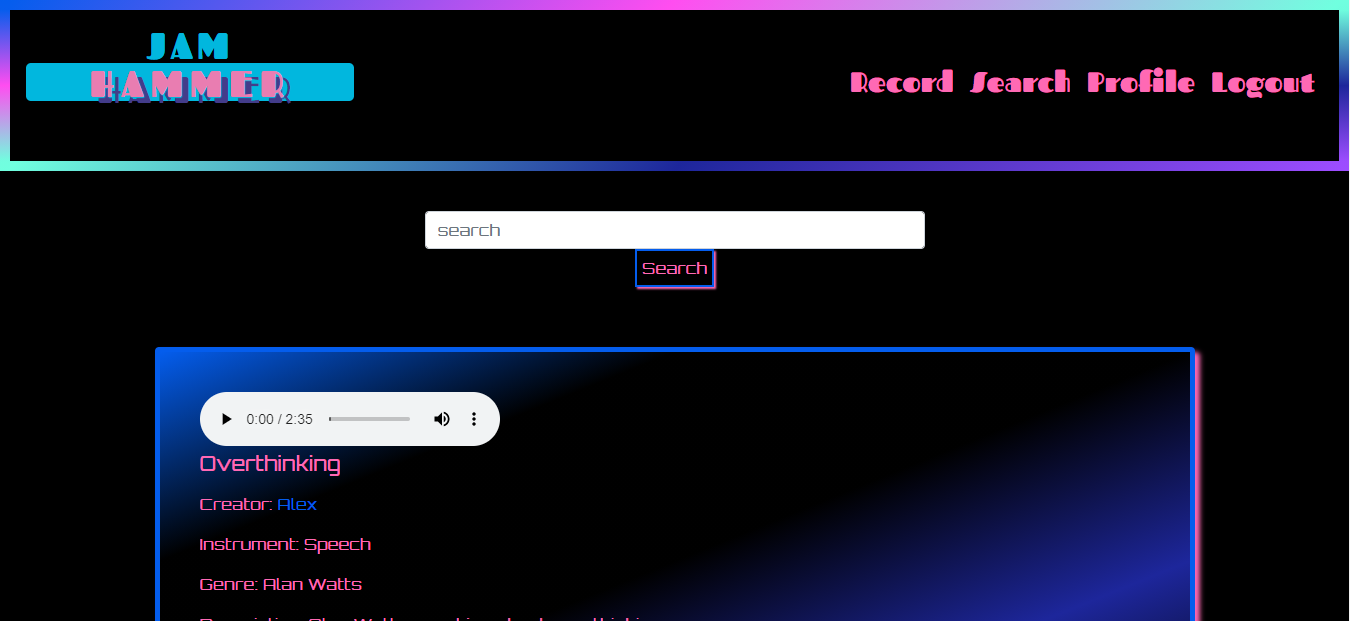 JAM
HAMMER
Record Search Profile Logout
search
Search
0:00 / 2:35
Overthinking
Creator: Alex
Instrument: Speech
Genre: Alan Watts